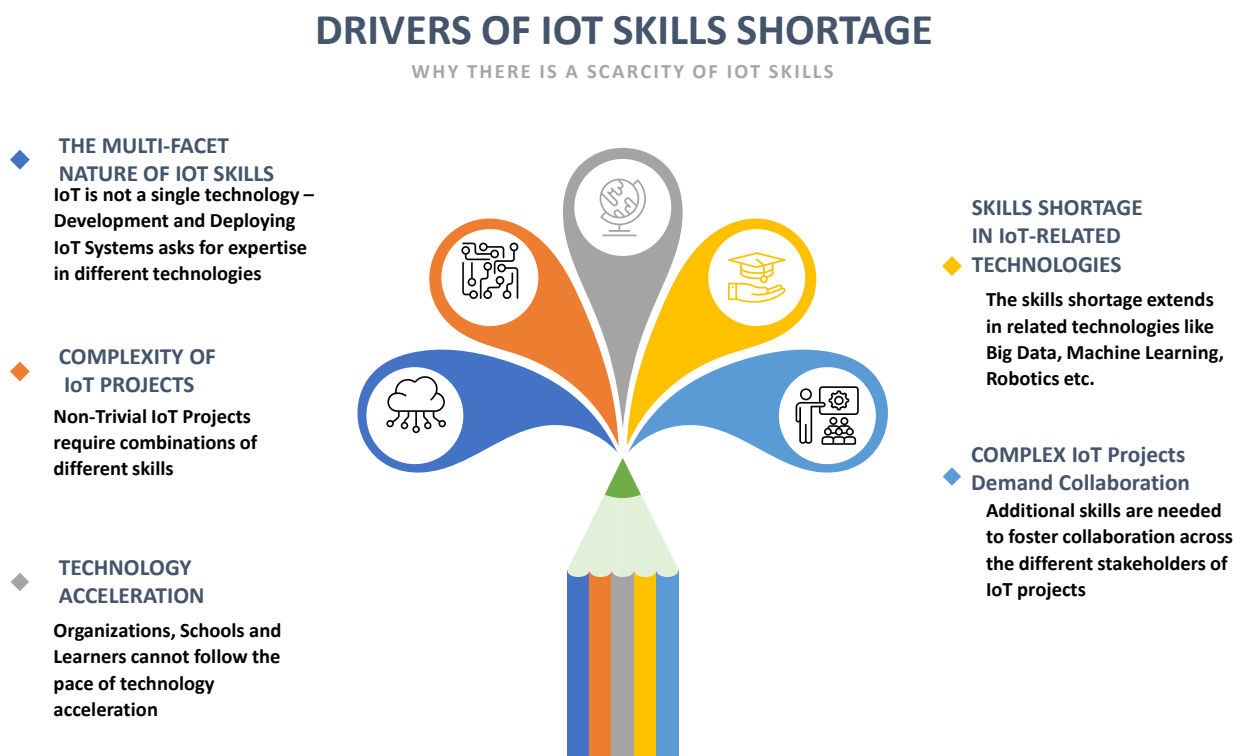 DRIVERS OF IOT SKILLS SHORTAGE
WHY THERE IS A SCARCITY OF IOT SKILLS
THE MULTI-FACET
NATURE OF IOT SKILLS
IoT is not a single technology –
Development and Deploying
IoT Systems asks for expertise
in different technologies
COMPLEXITY OF
IoT PROJECTS
Non-Trivial IoT Projects
require combinations of
different skills
TECHNOLOGY
ACCELERATION
Organizations, Schools and
Learners cannot follow the
pace of technology
acceleration
SKILLS SHORTAGE
IN IoT-RELATED
TECHNOLOGIES
The skills shortage extends
in related technologies like
Big Data, Machine Learning,
Robotics etc.
COMPLEX IoT Projects
Demand Collaboration
Additional skills are needed
to foster collaboration across
the different stakeholders of
IoT projects